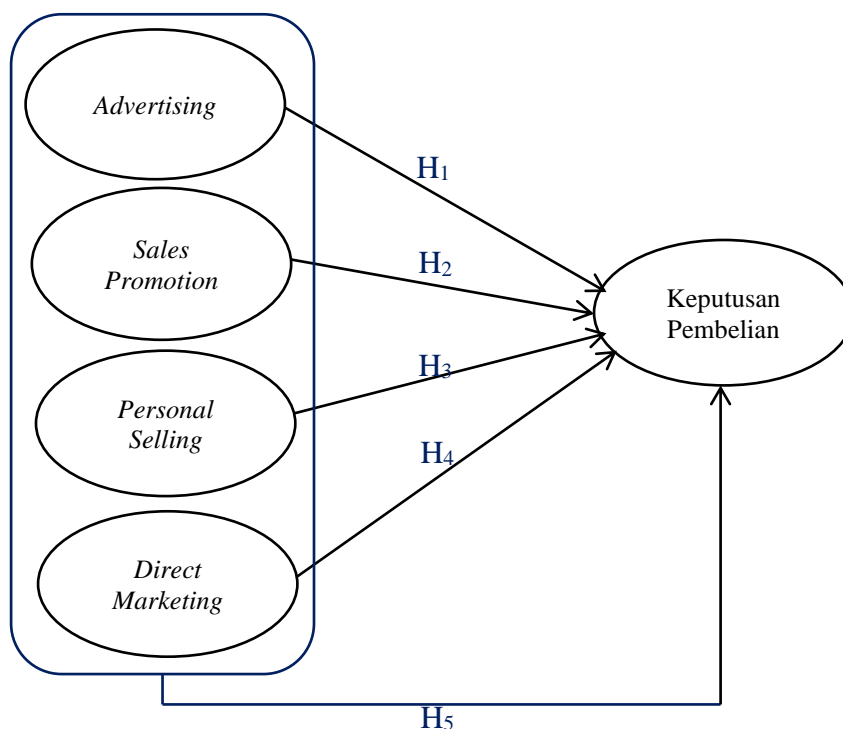 Advertising
H₁
Sales
Promotion
H₂
Keputusan
Pembelian
Personal
Selling
H₃
H₄
Direct
Marketing
H₅